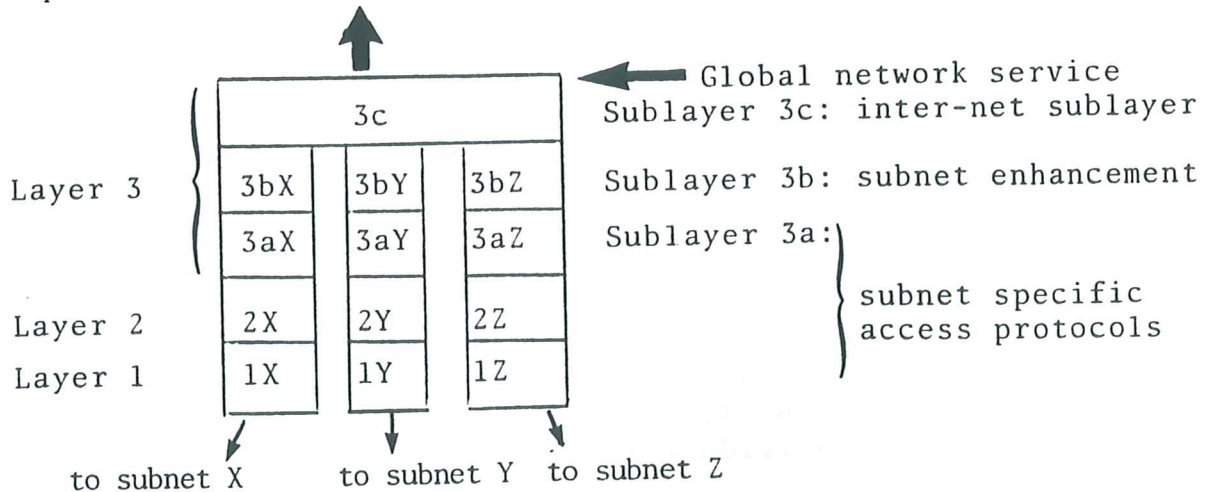 Global network service
3c
Sublayer 3c: inter-net sublayer
Layer 3
3bX 3bY 3bZ
Sublayer 3b: subnet enhancement
3aX 3aY 3aZ
Sublayer 3a:
subnet specific
access protocols
Layer 2
2X 2Y 2Z
Layer 1
1X 1Y 1Z
to subnet X to subnet Y to subnet Z